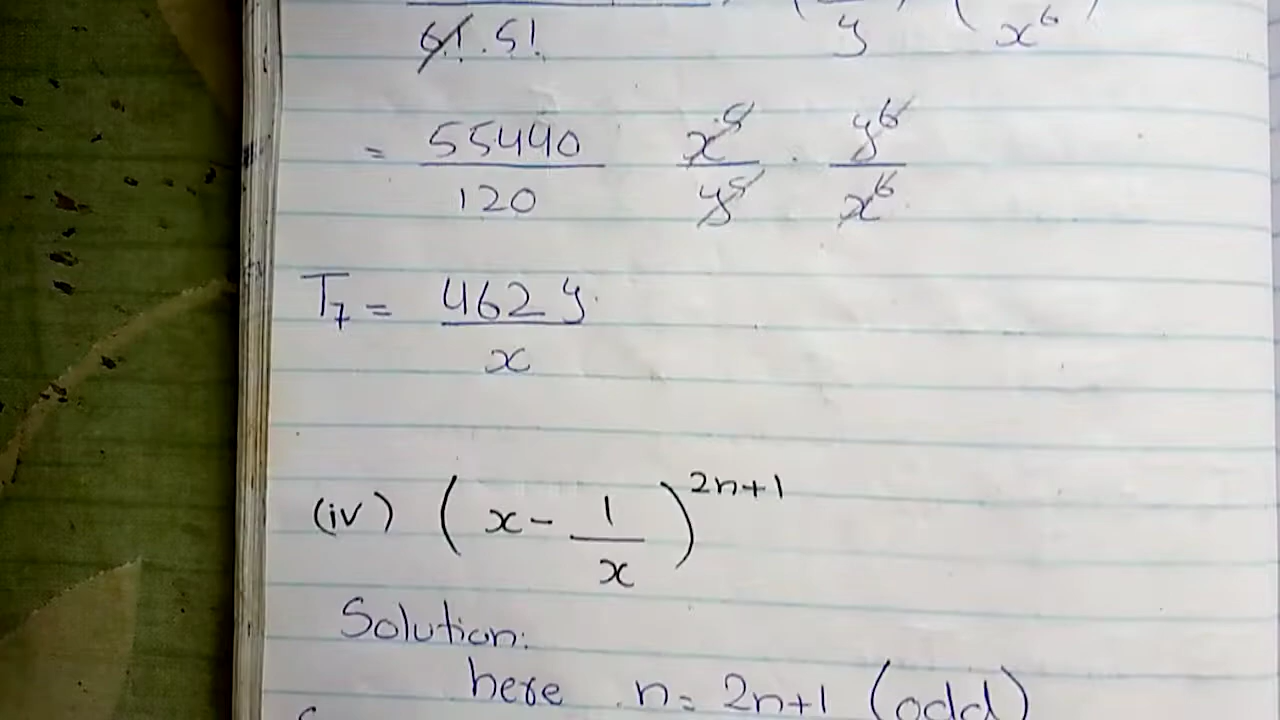 6!.5! y x^6
= 55440/120 x^5/y^5 . y^6/x^6
T7 = 462y/x
(iv) (x - 1/x)^2n+1
Solution:
here n = 2n+1 (odd)